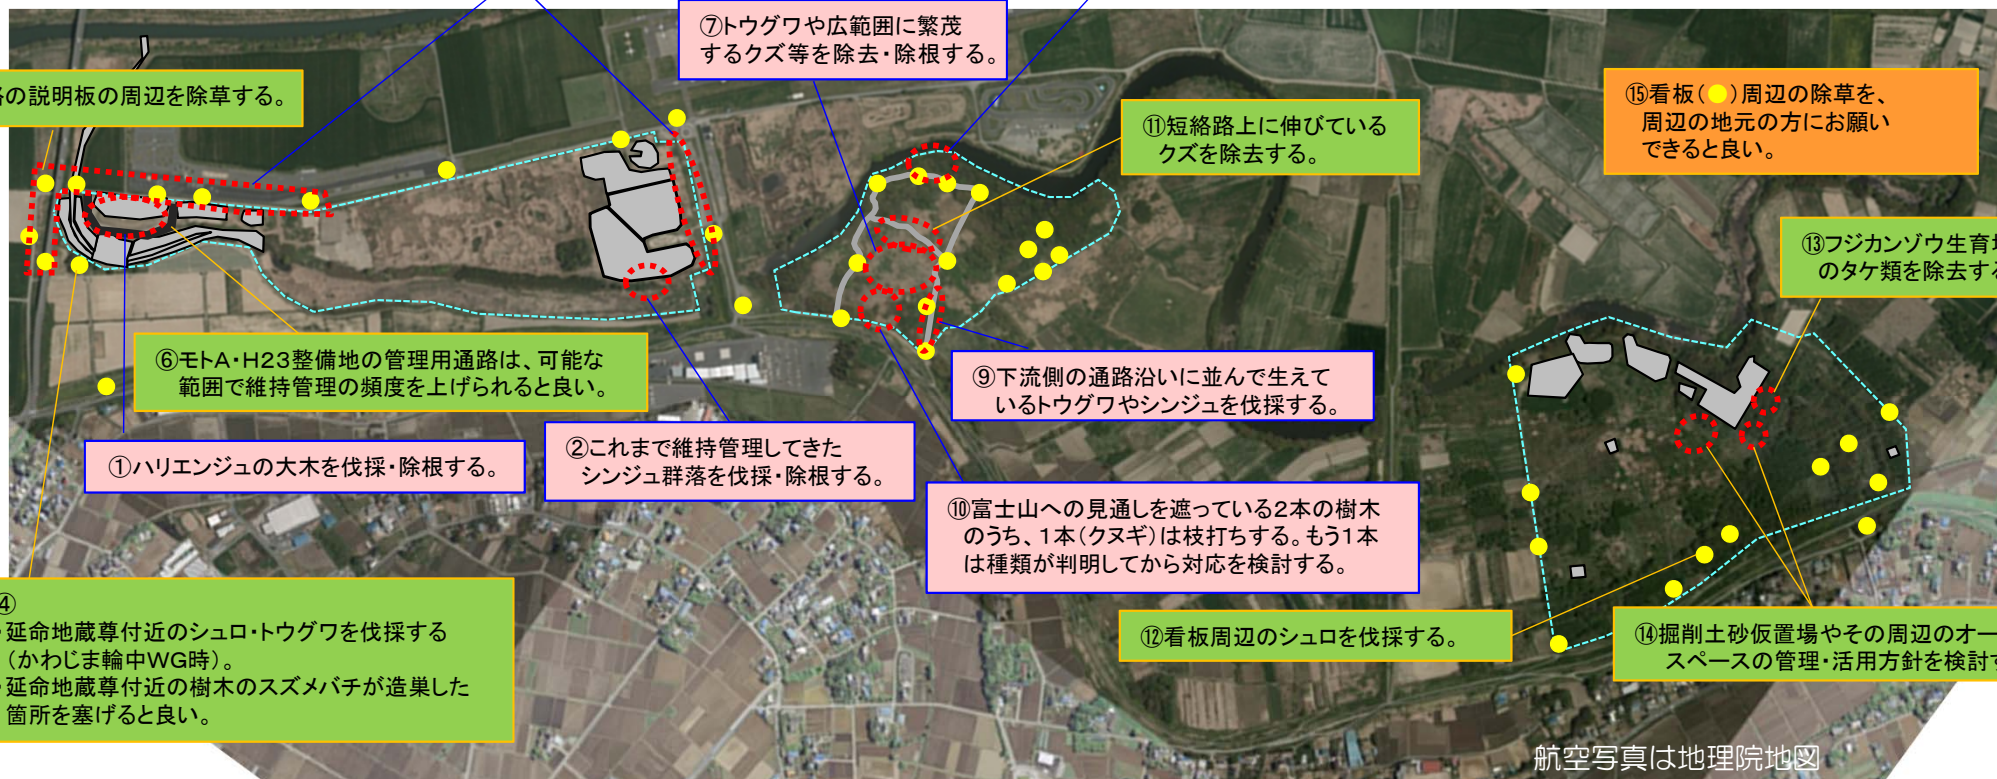 ⑦トウグワや広範囲に繁茂
するクズ等を除去・除根する。
の説明板の周辺を除草する。
⑪短絡路上に伸びている
クズを除去する。
⑮看板(●)周辺の除草を、
周辺の地元の方にお願い
できると良い。
⑬フジカンゾウ生育
のタケ類を除去す
⑥モトA・H23整備地の管理用通路は、可能な
範囲で維持管理の頻度を上げられると良い。
⑨下流側の通路沿いに並んで生えて
いるトウグワやシンジュを伐採する。
①ハリエンジュの大木を伐採・除根する。
②これまで維持管理してきた
シンジュ群落を伐採・除根する。
⑩富士山への見通しを遮っている2本の樹木
のうち、1本(クヌギ)は枝打ちする。もう1本
は種類が判明してから対応を検討する。
④
・延命地蔵尊付近のシュロ・トウグワを伐採する
(かわじま輪中WG時)。
・延命地蔵尊付近の樹木のスズメバチが造巣した
箇所を塞げると良い。
⑫看板周辺のシュロを伐採する。
⑭掘削土砂仮置場やその周辺のオー
スペースの管理・活用方針を検討す
航空写真は地理院地図